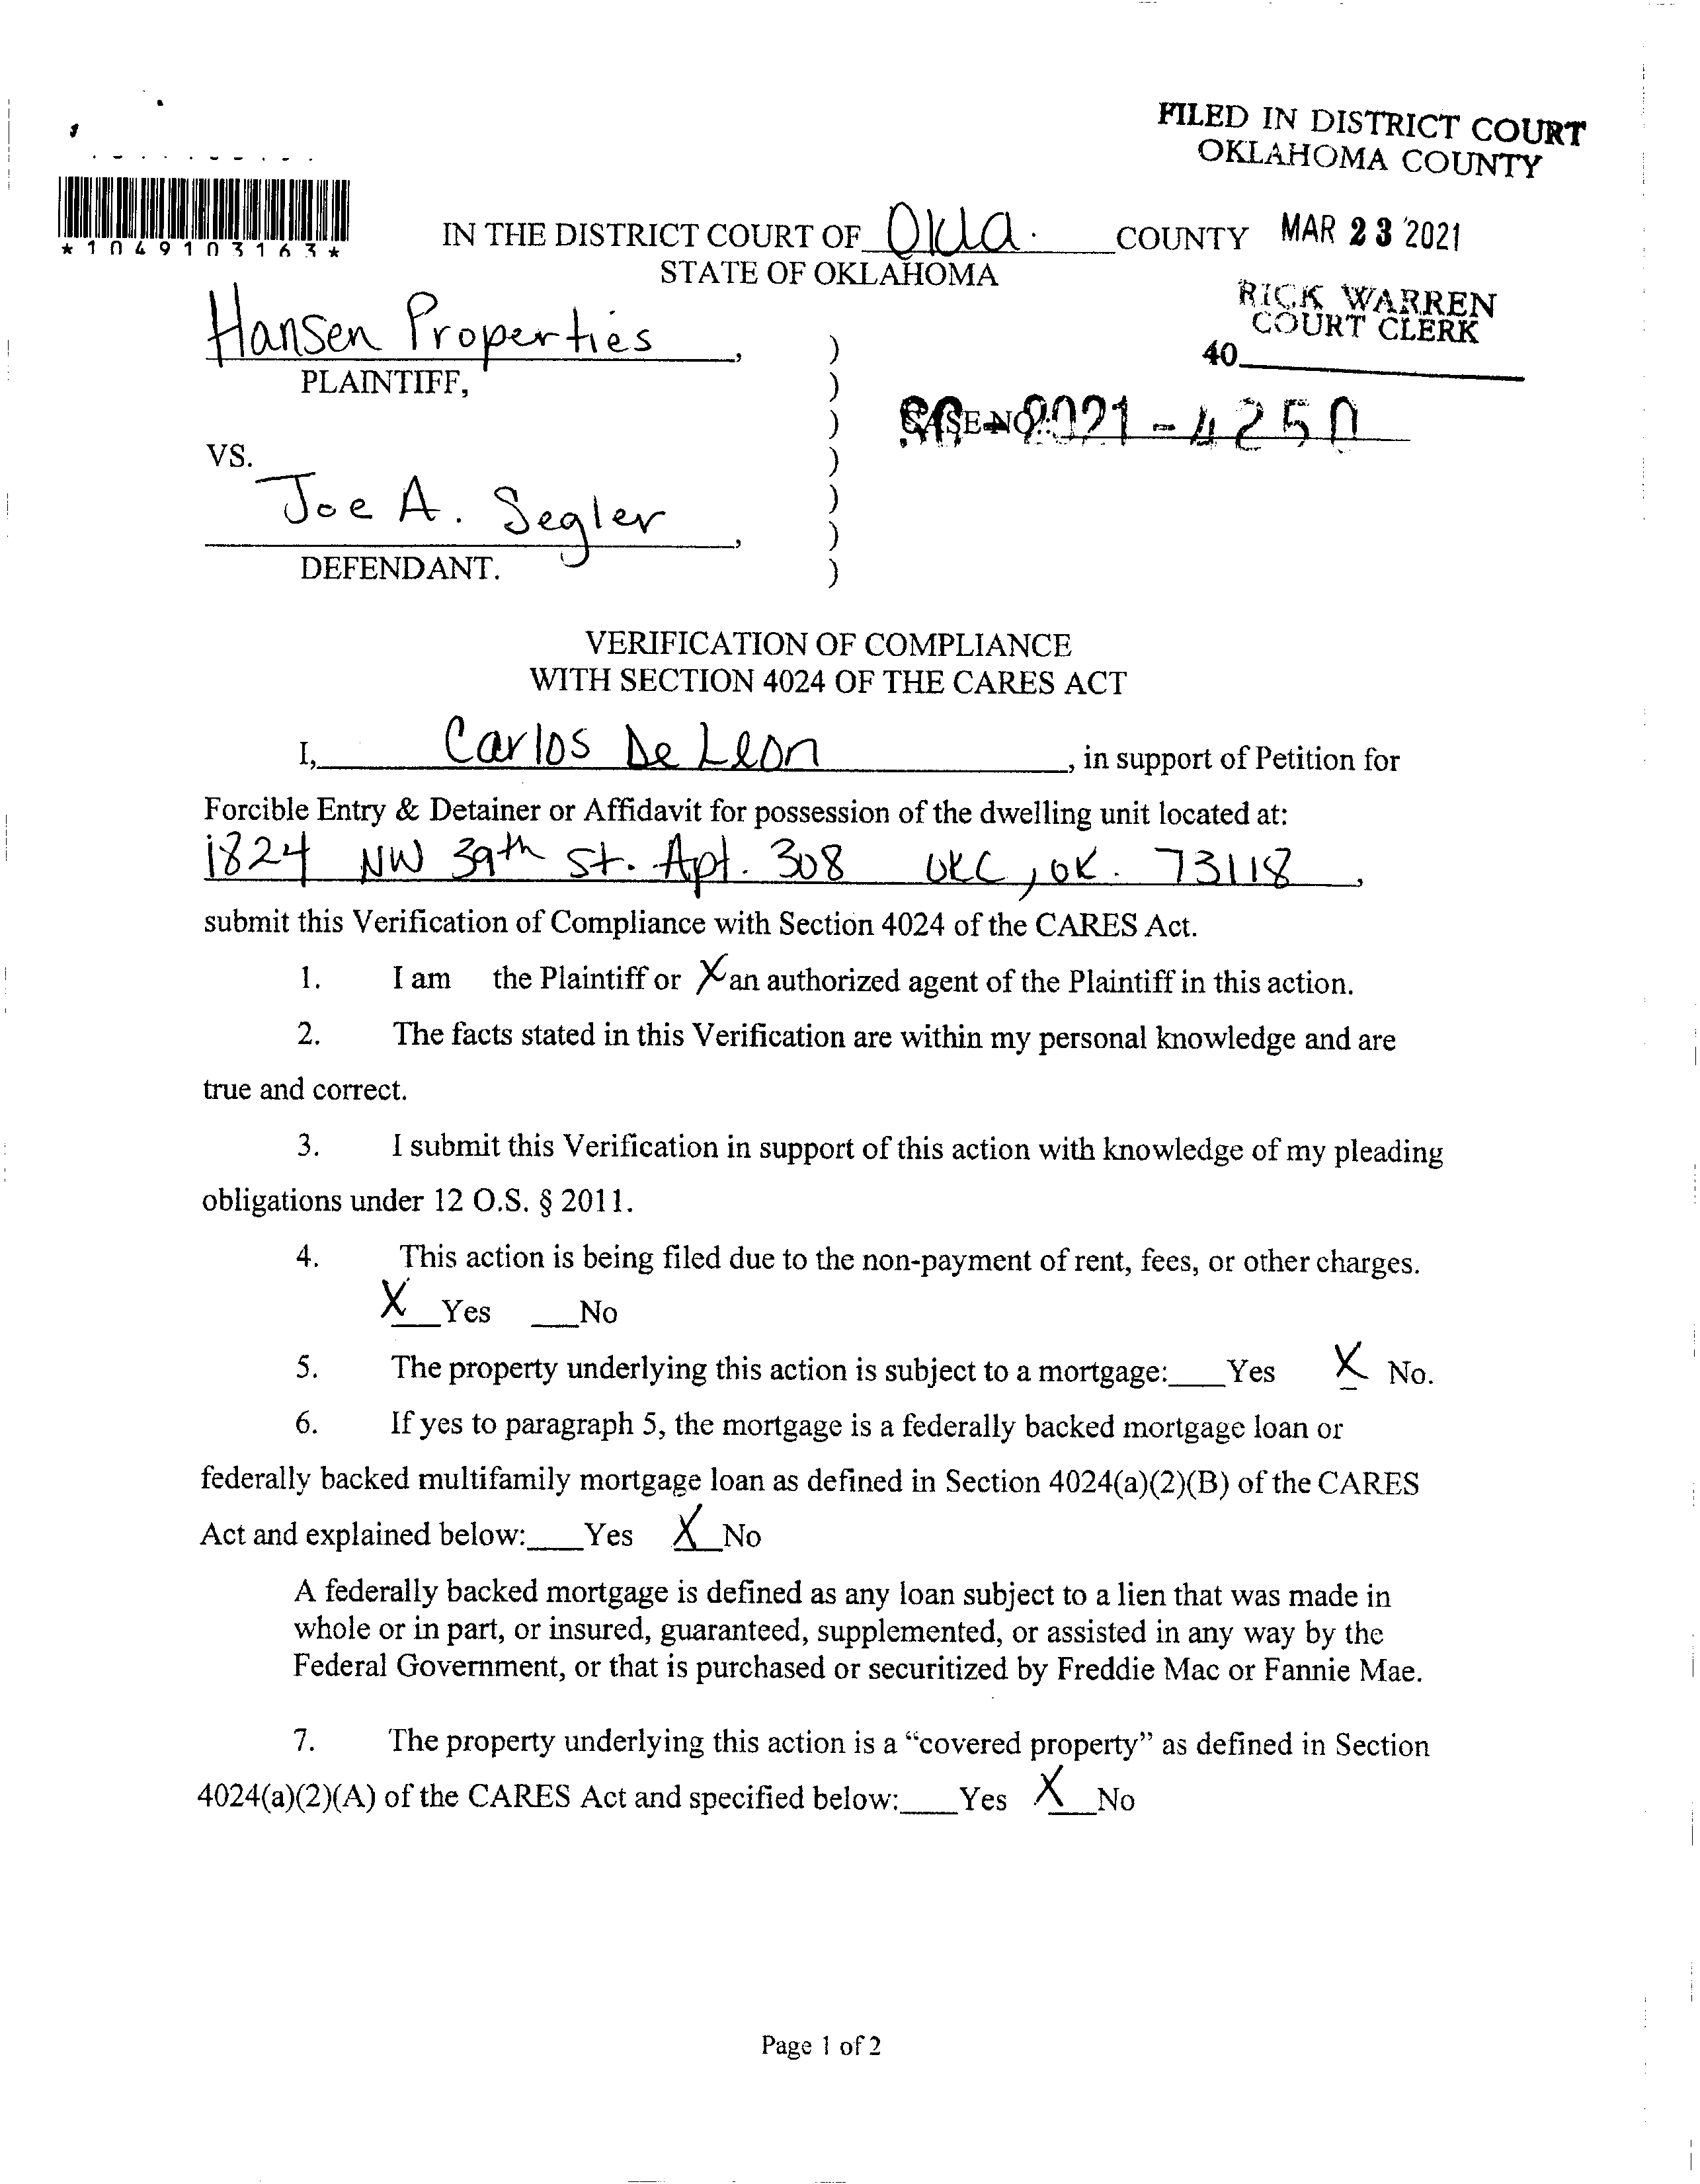 FILED IN DISTRICT COURT
OKLAHOMA COUNTY
*1049103163*
IN THE DISTRICT COURT OF Okla. COUNTY MAR 23 2021
STATE OF OKLAHOMA
RICK WARREN
COURT CLERK
40
Hansen Properties,
PLAINTIFF,
)
)
)
)
)
)
)
CASE NO. 2021-4250
VS.
Joe A. Segler,
DEFENDANT.
VERIFICATION OF COMPLIANCE
WITH SECTION 4024 OF THE CARES ACT
I, Carlos De Leon, in support of Petition for
Forcible Entry & Detainer or Affidavit for possession of the dwelling unit located at:
1824 NW 39th St. Apt. 308 OKC, OK. 73118,
submit this Verification of Compliance with Section 4024 of the CARES Act.
1. I am the Plaintiff or X an authorized agent of the Plaintiff in this action.
2. The facts stated in this Verification are within my personal knowledge and are
true and correct.
3. I submit this Verification in support of this action with knowledge of my pleading
obligations under 12 O.S. § 2011.
4. This action is being filed due to the non-payment of rent, fees, or other charges.
X Yes ___No
5. The property underlying this action is subject to a mortgage:___Yes X No.
6. If yes to paragraph 5, the mortgage is a federally backed mortgage loan or
federally backed multifamily mortgage loan as defined in Section 4024(a)(2)(B) of the CARES
Act and explained below:___Yes X No
A federally backed mortgage is defined as any loan subject to a lien that was made in
whole or in part, or insured, guaranteed, supplemented, or assisted in any way by the
Federal Government, or that is purchased or securitized by Freddie Mac or Fannie Mae.
7. The property underlying this action is a “covered property” as defined in Section
4024(a)(2)(A) of the CARES Act and specified below:___Yes X No
Page 1 of 2